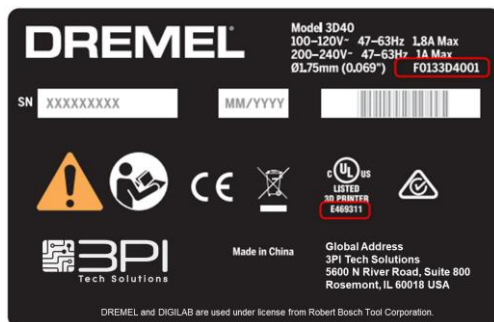 DREMEL
Model 3D40
100-120V~ 47-63Hz 1.8A Max
200-240V~ 47-63Hz 1A Max
Ø1.75mm (0.069") F0133D4001
SN XXXXXXXXX MM/YYYY
C UL US
LISTED
3D PRINTER
E469311
CE
3PI
Tech Solutions
Made in China
Global Address
3PI Tech Solutions
5600 N River Road, Suite 800
Rosemont, IL 60018 USA
DREMEL and DIGILAB are used under license from Robert Bosch Tool Corporation.